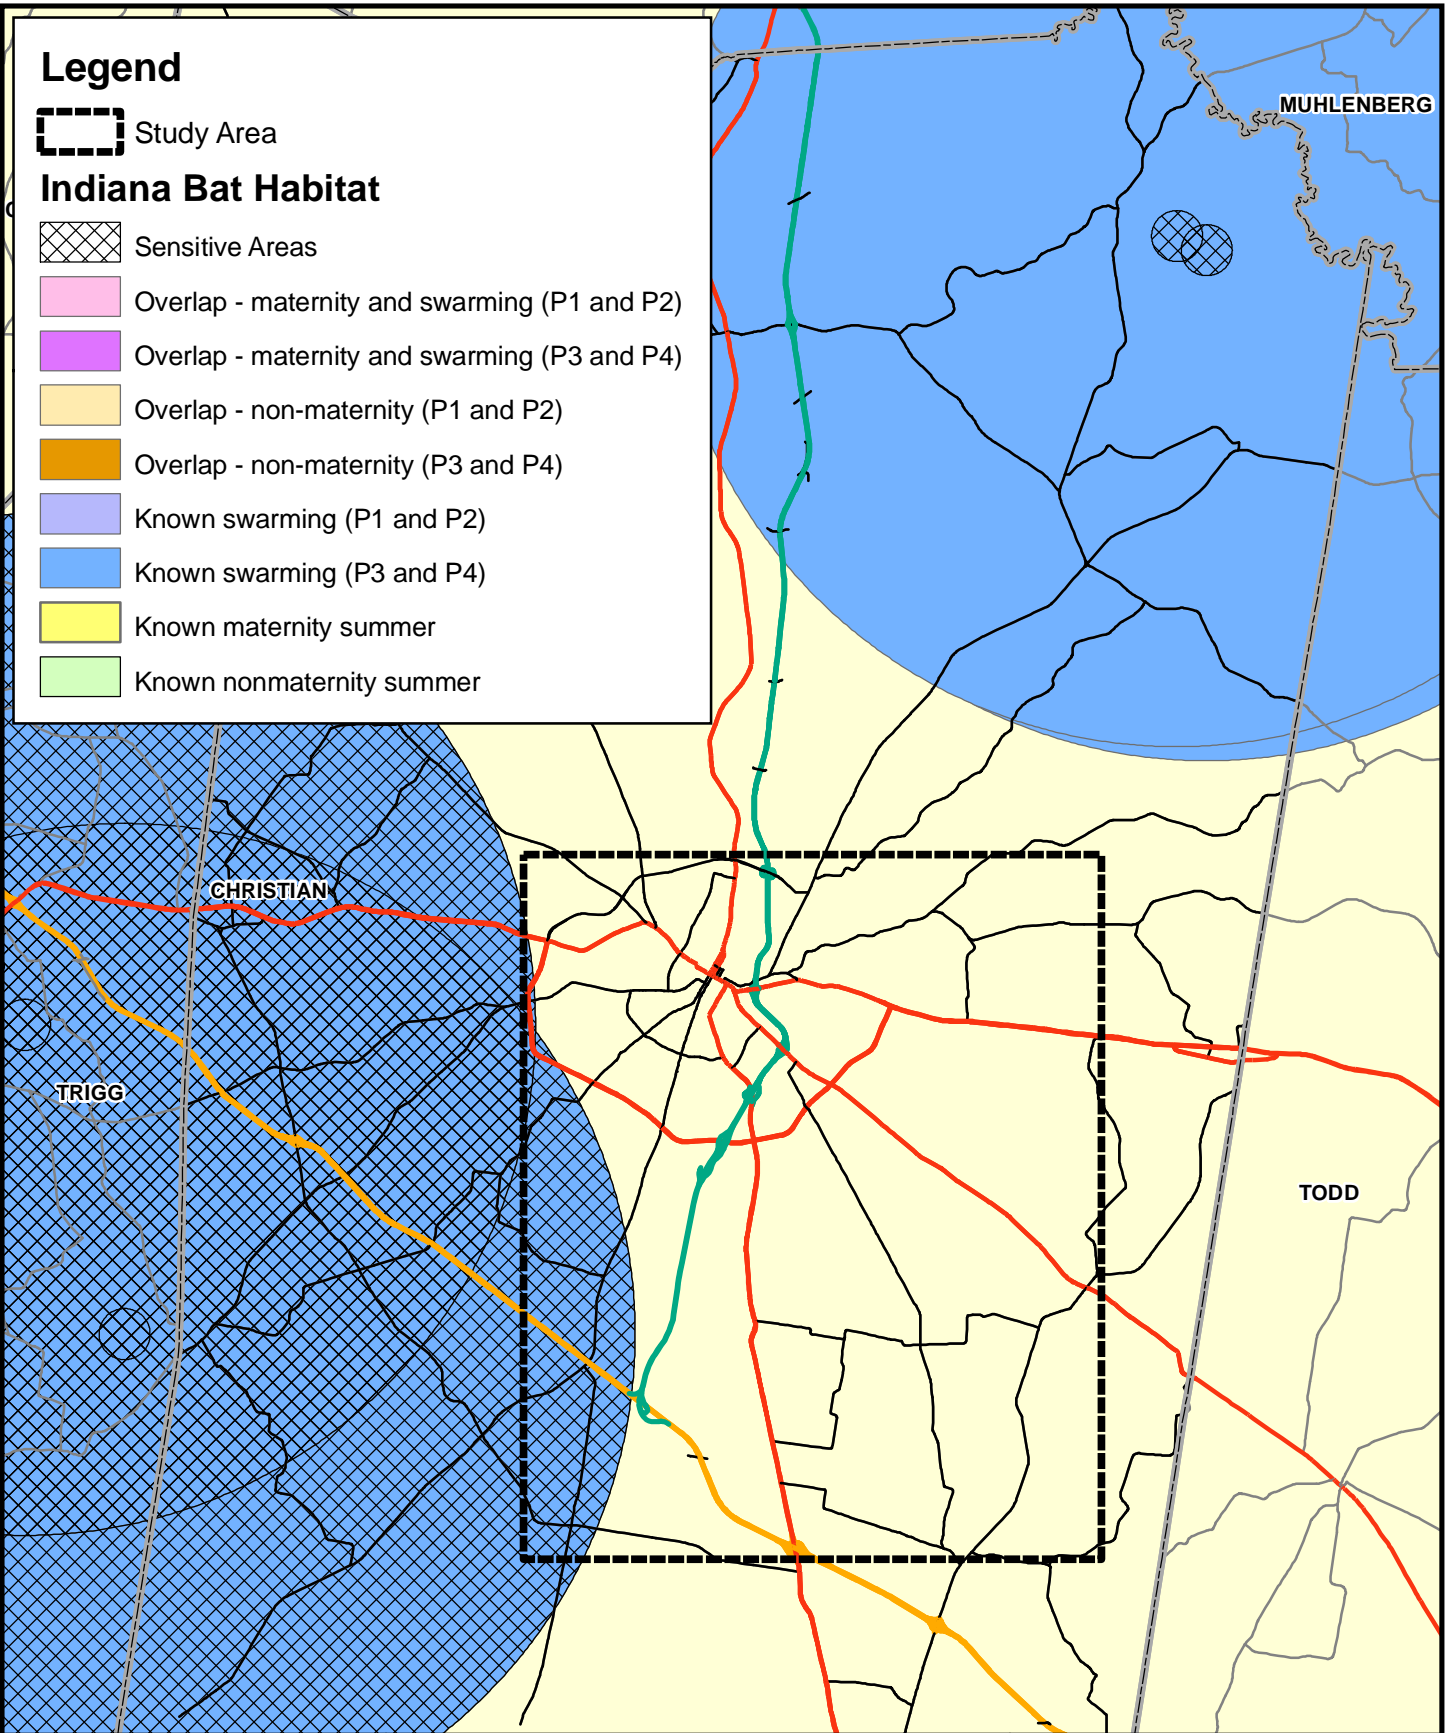 Legend
Study Area
Indiana Bat Habitat
Sensitive Areas
Overlap - maternity and swarming (P1 and P2)
Overlap - maternity and swarming (P3 and P4)
Overlap - non-maternity (P1 and P2)
Overlap - non-maternity (P3 and P4)
Known swarming (P1 and P2)
Known swarming (P3 and P4)
Known maternity summer
Known nonmaternity summer
MUHLENBERG
CHRISTIAN
TRIGG
TODD